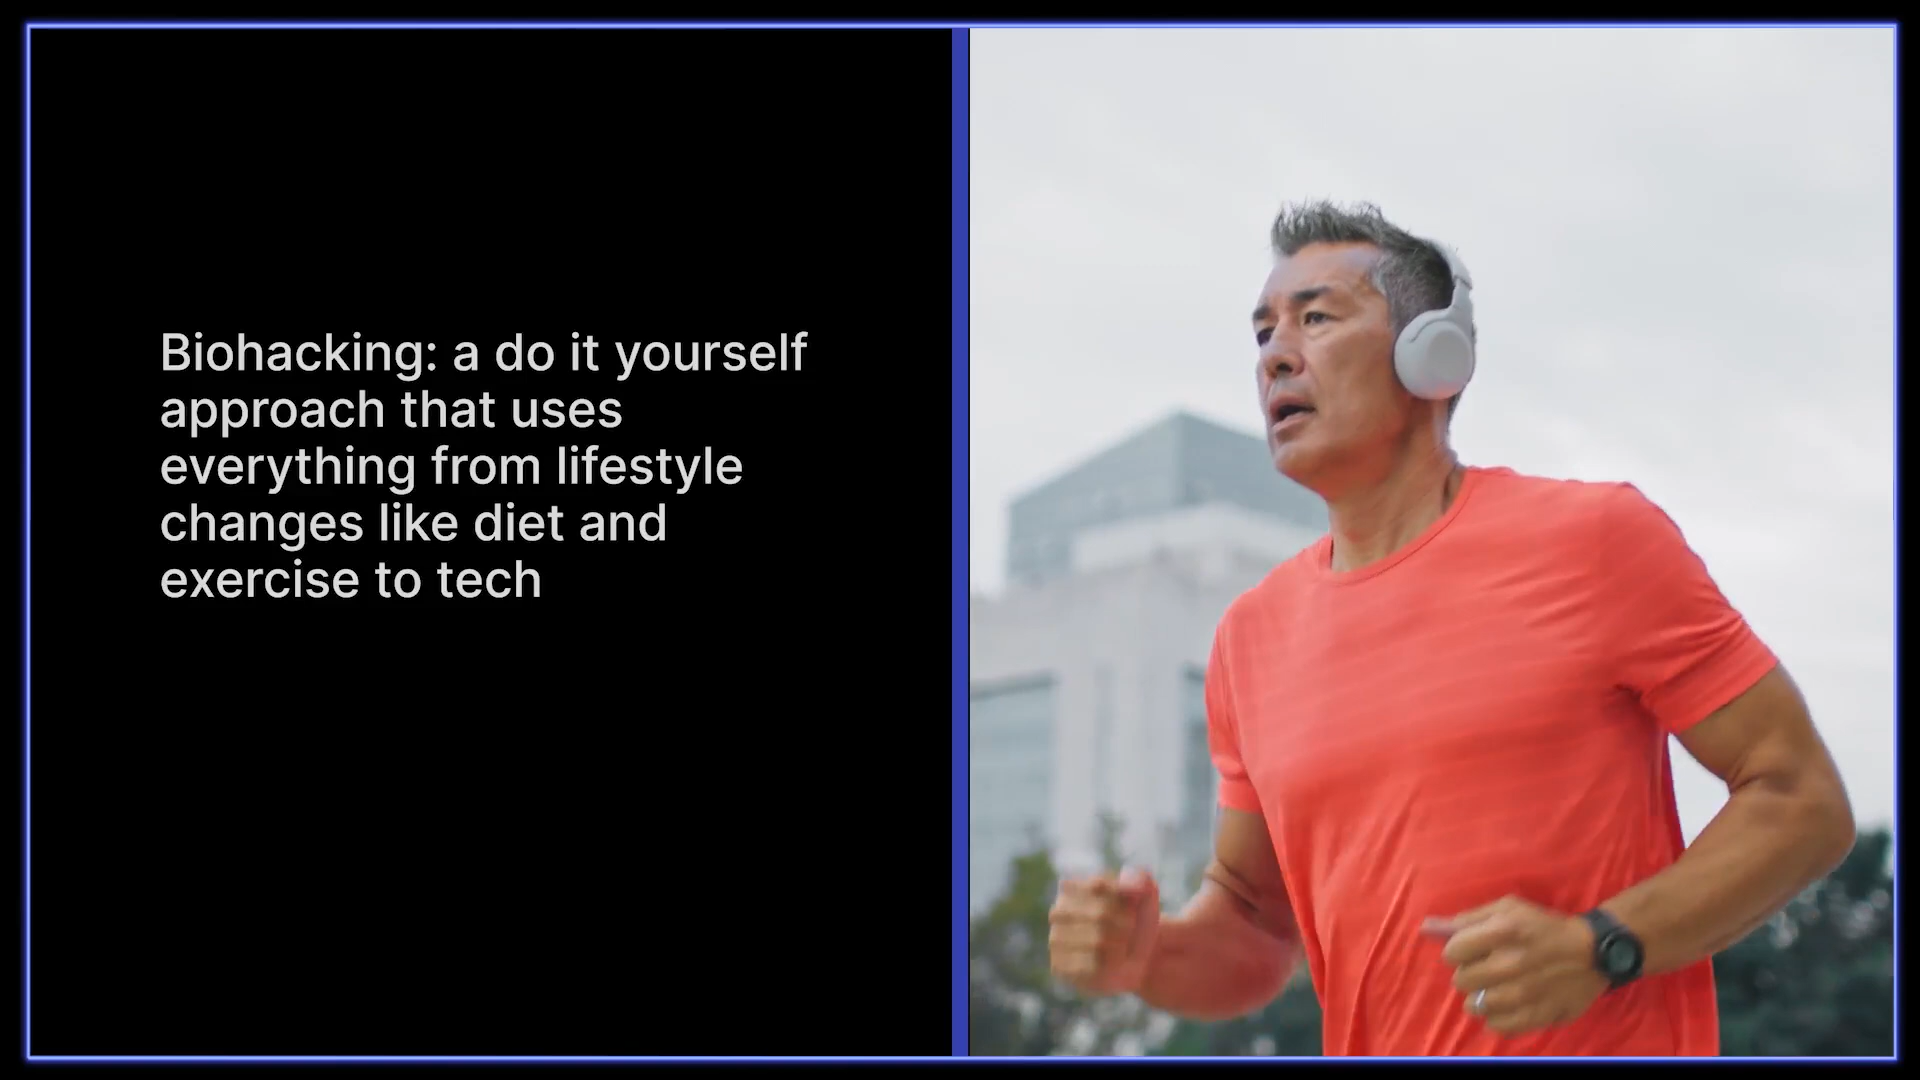 Biohacking: a do it yourself
approach that uses
everything from lifestyle
changes like diet and
exercise to tech